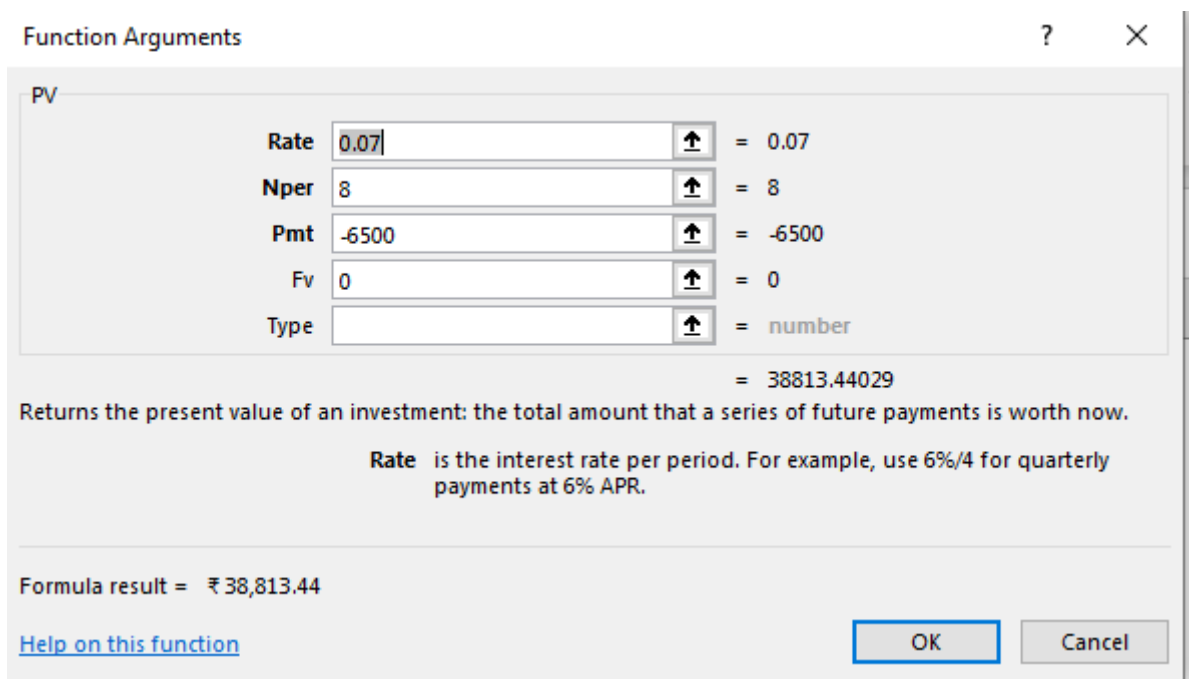 Function Arguments ? ×
PV
Rate 0.07 = 0.07
Nper 8 = 8
Pmt -6500 = -6500
Fv 0 = 0
Type = number
= 38813.44029
Returns the present value of an investment: the total amount that a series of future payments is worth now.
Rate is the interest rate per period. For example, use 6%/4 for quarterly
payments at 6% APR.
Formula result = ₹ 38,813.44
Help on this function OK Cancel